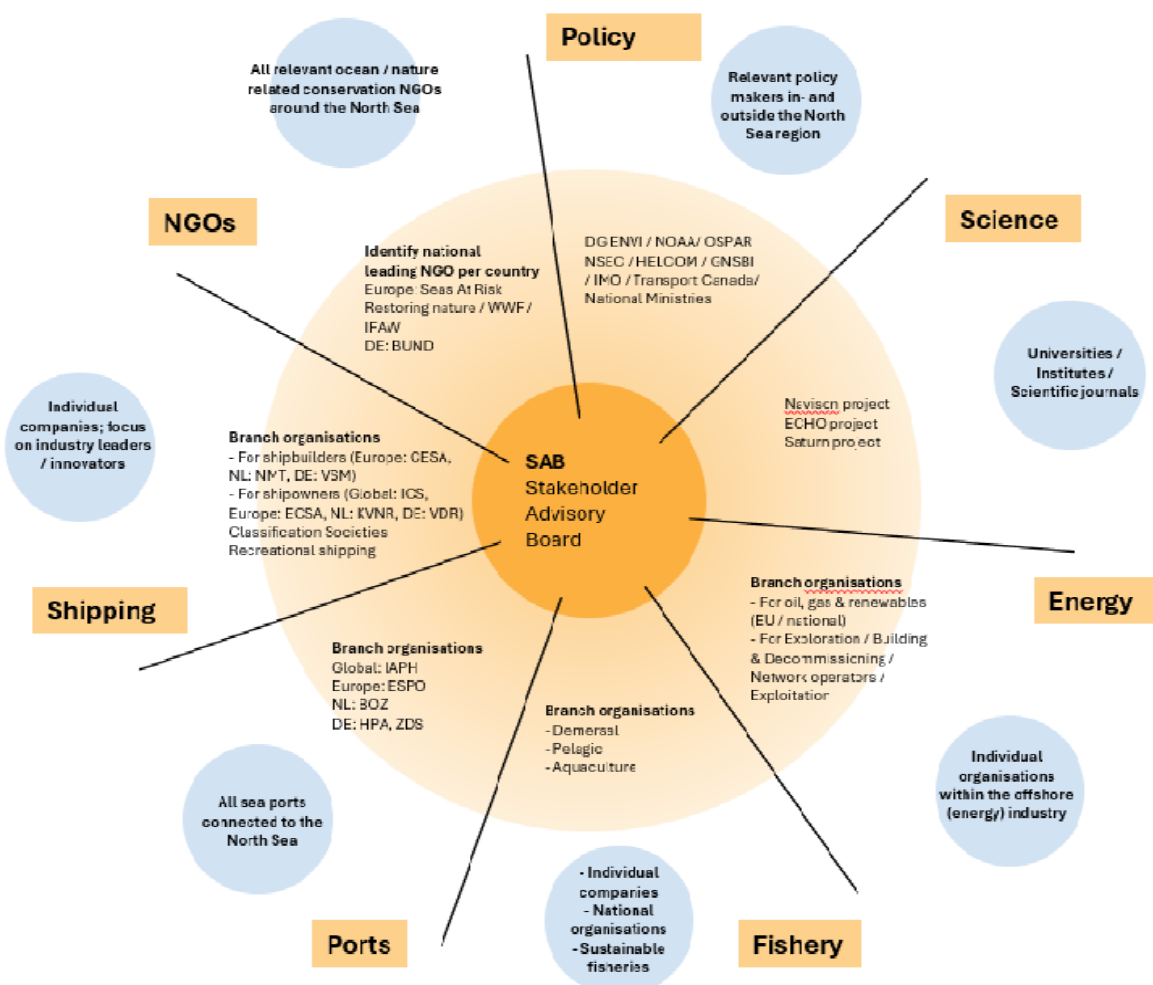 Policy
All relevant ocean / nature
related conservation NGOs
around the North Sea
Relevant policy
makers in- and
outside the North
Sea region
NGOs
Science
Identify national
leading NGO per country
Europe: Seas At Risk
Restoring nature / WWF /
IFAW
DE: BUND
DG ENVI / NOAA/ OSPAR
NSEC / HELCOM / GNSBI
/ IMO / Transport Canada/
National Ministries
Universities /
Institutes /
Scientific journals
Individual
companies; focus
on industry leaders
/ innovators
Navison project
ECHO project
Saturn project
Branch organisations
- For shipbuilders (Europe: CESA,
NL: NMT, DE: VSM)
- For shipowners (Global: ICS,
Europe: ECSA, NL: KVNR, DE: VDR)
Classification Societies
Recreational shipping
SAB
Stakeholder
Advisory
Board
Shipping
Energy
Branch organisations
- For oil, gas & renewables
(EU / national)
- For Exploration / Building
& Decommissioning /
Network operators /
Exploitation
Branch organisations
Global: IAPH
Europe: ESPO
NL: BOZ
DE: HPA, ZDS
Branch organisations
- Demersal
- Pelagic
- Aquaculture
All sea ports
connected to the
North Sea
Individual
organisations
within the offshore
(energy) industry
- Individual
companies
- National
organisations
- Sustainable
fisheries
Ports
Fishery